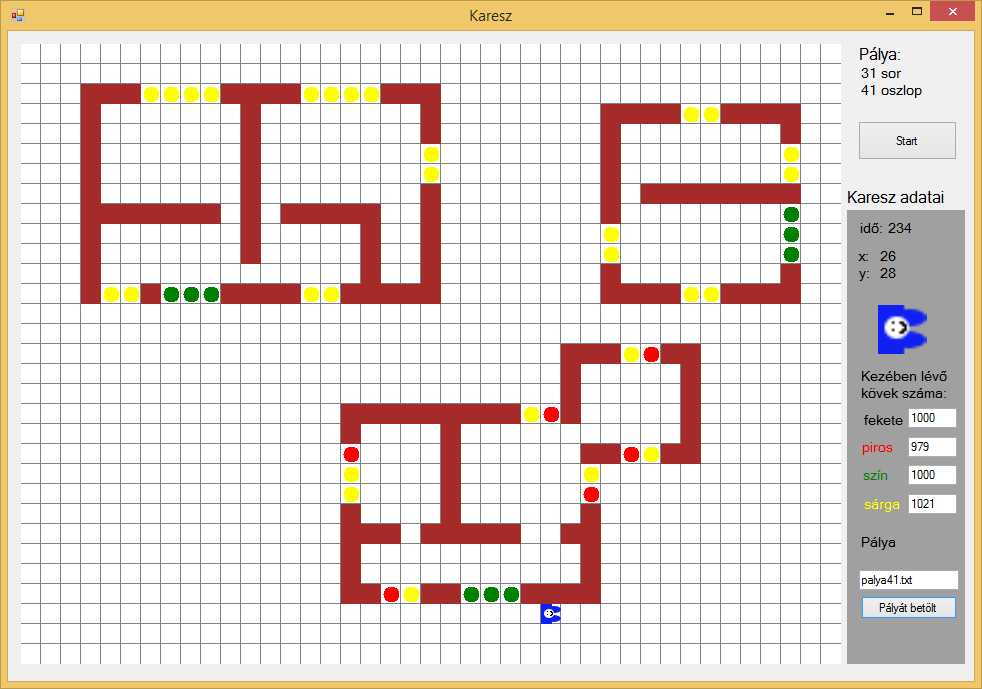 Karesz
Pálya:
31 sor
41 oszlop
Start
Karesz adatai
idő: 234
x: 26
y: 28
Kezében lévő
kövek száma:
fekete 1000
piros 979
szín 1000
sárga 1021
Pálya
palya41.txt
Pályát betölt